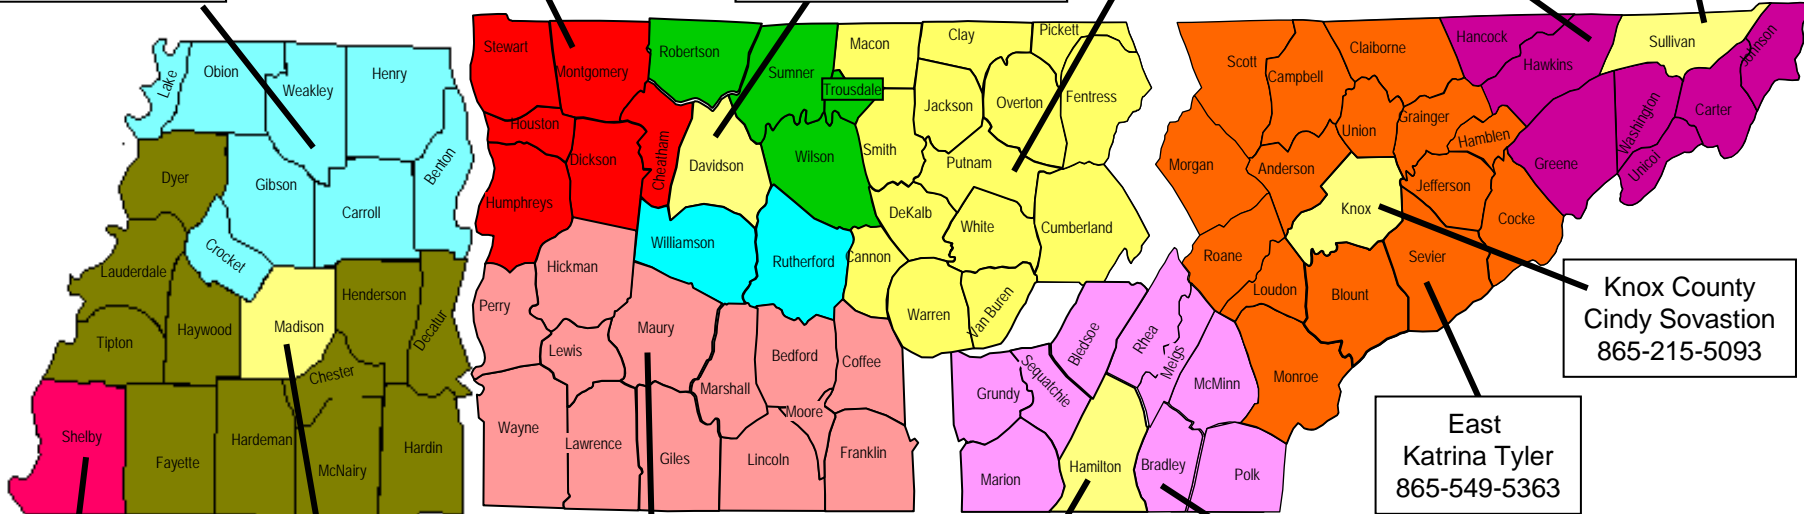 Lake
Obion
Weakley
Henry
Benton
Dyer
Gibson
Carroll
Crocket
Lauderdale
Haywood
Tipton
Madison
Henderson
Decatur
Chester
Shelby
Fayette
Hardeman
McNairy
Hardin
Stewart
Montgomery
Robertson
Sumner
Trousdale
Macon
Clay
Pickett
Jackson
Overton
Fentress
Houston
Dickson
Cheatham
Davidson
Wilson
Smith
Putnam
Humphreys
Williamson
Rutherford
Cannon
DeKalb
White
Cumberland
Hickman
Perry
Lewis
Maury
Marshall
Bedford
Coffee
Moore
Warren
Van Buren
Wayne
Lawrence
Giles
Lincoln
Franklin
Scott
Campbell
Claiborne
Hancock
Hawkins
Sullivan
Johnson
Carter
Washington
Unicoi
Greene
Union
Grainger
Hamblen
Morgan
Anderson
Knox
Jefferson
Cocke
Roane
Loudon
Blount
Sevier
Monroe
Bledsoe
Rhea
Meigs
McMinn
Grundy
Sequatchie
Marion
Hamilton
Bradley
Polk
Knox County
Cindy Sovastion
865-215-5093
East
Katrina Tyler
865-549-5363